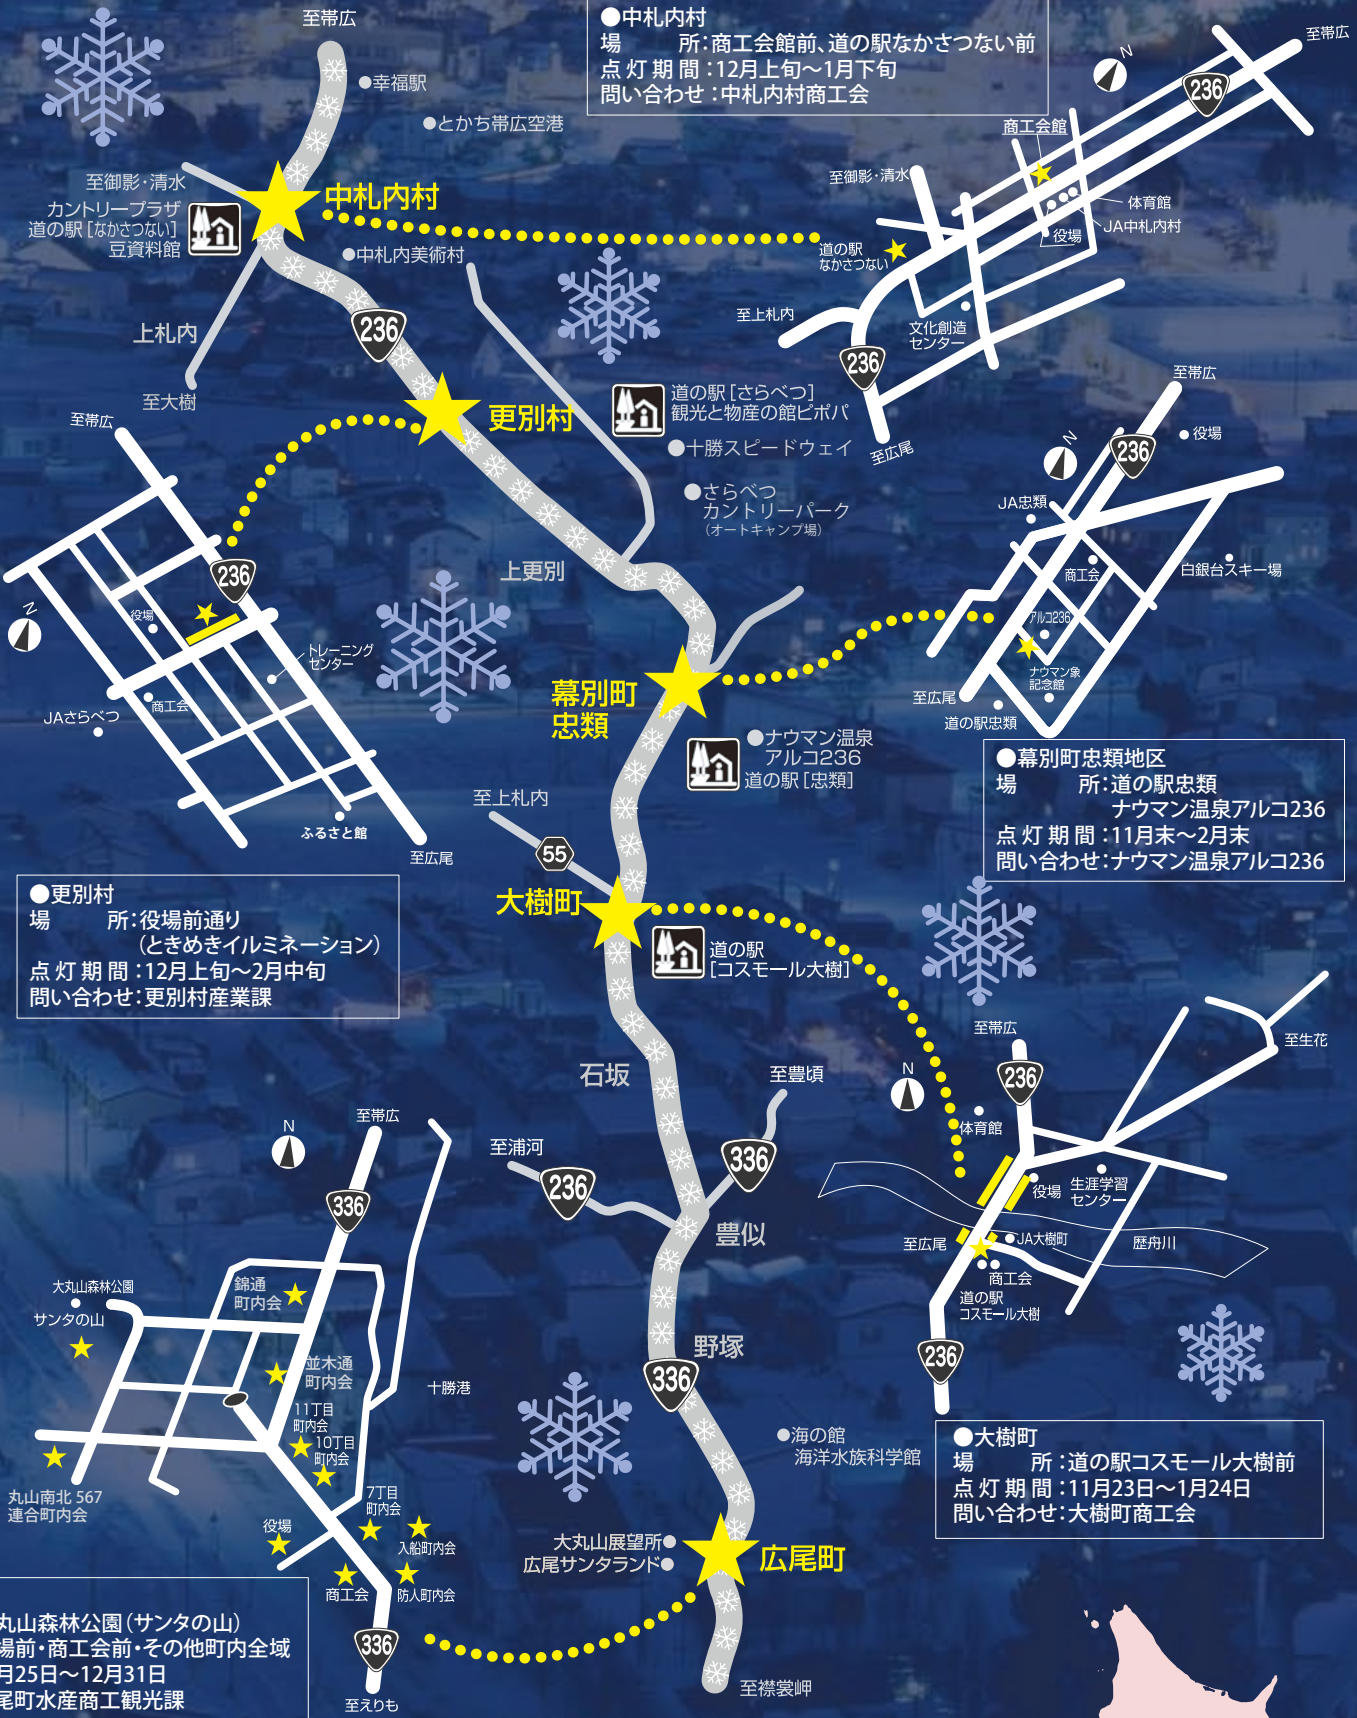 ●中札内村
場　　所：商工会館前、道の駅なかさつない前
点灯期間：12月上旬～1月下旬
問い合わせ：中札内村商工会
至帯広
●幸福駅
●とかち帯広空港
至御影・清水
カントリープラザ
道の駅［なかさつない］
豆資料館
中札内村
●中札内美術村
上札内
至大樹
236
更別村
道の駅［さらべつ］
観光と物産の館ピポパ
●十勝スピードウェイ
●さらべつ
カントリーパーク
（オートキャンプ場）
上更別
幕別町
忠類
●ナウマン温泉
アルコ236
道の駅［忠類］
至上札内
55
大樹町
道の駅
［コスモール大樹］
石坂
至豊頃
至浦河
236
336
豊似
野塚
336
●海の館
海洋水族科学館
大丸山展望所●
広尾サンタランド●
広尾町
至襟裳岬
至帯広
N
236
商工会館
至御影・清水
体育館
JA中札内村
役場
道の駅
なかさつない
至上札内
文化創造
センター
236
至広尾
至帯広
236
N
役場
トレーニング
センター
商工会
JAさらべつ
ふるさと館
至広尾
●更別村
場　　所：役場前通り
（ときめきイルミネーション）
点灯期間：12月上旬～2月中旬
問い合わせ：更別村産業課
至帯広
役場
N
236
JA忠類
商工会
白銀台スキー場
アルコ236
ナウマン象
記念館
至広尾
道の駅忠類
●幕別町忠類地区
場　　所：道の駅忠類
ナウマン温泉アルコ236
点灯期間：11月末～2月末
問い合わせ：ナウマン温泉アルコ236
至帯広
至生花
N
236
体育館
役場
生涯学習
センター
至広尾
JA大樹町
歴舟川
商工会
道の駅
コスモール大樹
236
●大樹町
場　　所：道の駅コスモール大樹前
点灯期間：11月23日～1月24日
問い合わせ：大樹町商工会
至帯広
N
336
大丸山森林公園
サンタの山
錦通
町内会
並木通
町内会
十勝港
11丁目
町内会
10丁目
町内会
丸山南北567
連合町内会
7丁目
町内会
役場
入船町内会
商工会
防人町内会
336
至えりも
丸山森林公園（サンタの山）
場前・商工会前・その他町内全域
月25日～12月31日
尾町水産商工観光課